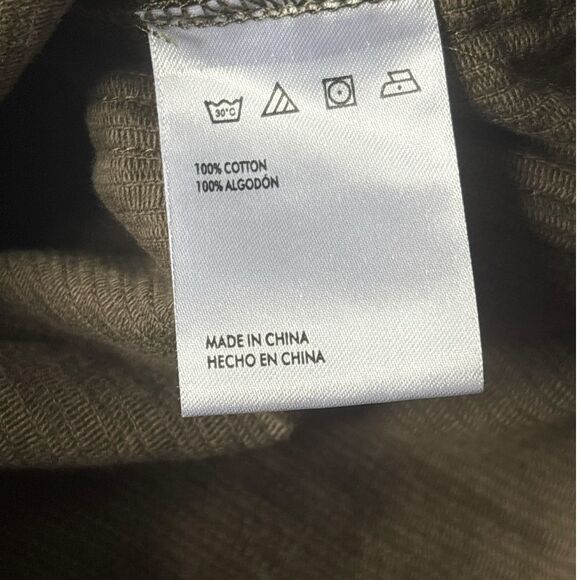 30°C
100% COTTON
100% ALGODÓN
MADE IN CHINA
HECHO EN CHINA